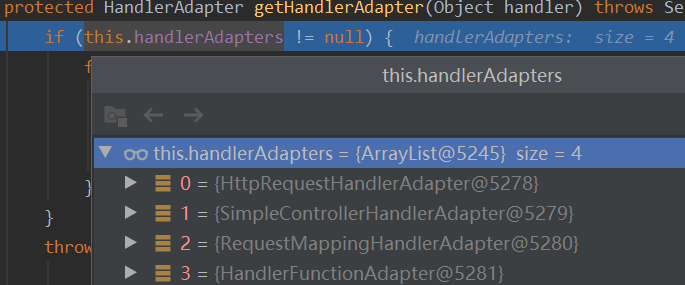 protected HandlerAdapter getHandlerAdapter(Object handler) throws Se
if (this.handlerAdapters != null) { handlerAdapters: size = 4
f
this.handlerAdapters
this.handlerAdapters = {ArrayList@5245} size = 4
0 = {HttpRequestHandlerAdapter@5278}
1 = {SimpleControllerHandlerAdapter@5279}
}
2 = {RequestMappingHandlerAdapter@5280}
}
3 = {HandlerFunctionAdapter@5281}
throw